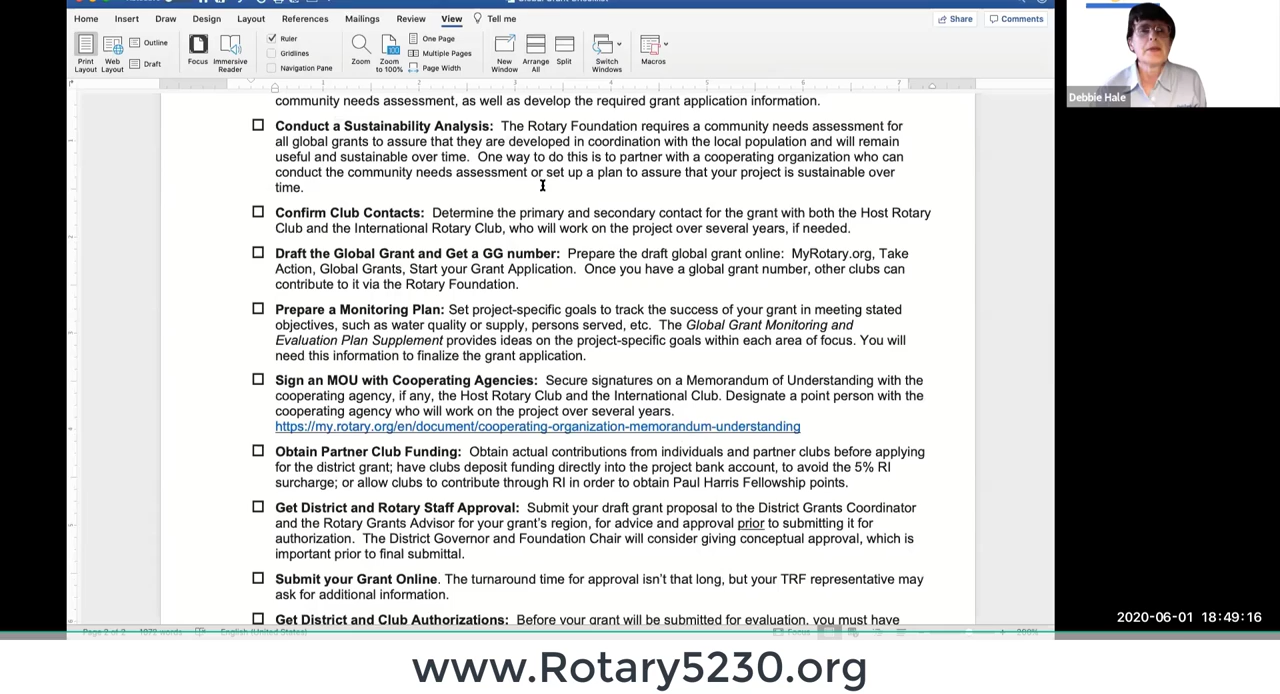 Home Insert Draw Design Layout References Mailings Review View Tell me Share Comments
Print Layout Web Layout Outline Draft Focus Immersive Reader Ruler Gridlines Navigation Pane Zoom Zoom to 100% One Page Multiple Pages Page Width New Window Arrange All Split Switch Windows Macros
community needs assessment, as well as develop the required grant application information.
Conduct a Sustainability Analysis: The Rotary Foundation requires a community needs assessment for
all global grants to assure that they are developed in coordination with the local population and will remain
useful and sustainable over time. One way to do this is to partner with a cooperating organization who can
conduct the community needs assessment or set up a plan to assure that your project is sustainable over
time.
Confirm Club Contacts: Determine the primary and secondary contact for the grant with both the Host Rotary
Club and the International Rotary Club, who will work on the project over several years, if needed.
Draft the Global Grant and Get a GG number: Prepare the draft global grant online: MyRotary.org, Take
Action, Global Grants, Start your Grant Application. Once you have a global grant number, other clubs can
contribute to it via the Rotary Foundation.
Prepare a Monitoring Plan: Set project-specific goals to track the success of your grant in meeting stated
objectives, such as water quality or supply, persons served, etc. The Global Grant Monitoring and
Evaluation Plan Supplement provides ideas on the project-specific goals within each area of focus. You will
need this information to finalize the grant application.
Sign an MOU with Cooperating Agencies: Secure signatures on a Memorandum of Understanding with the
cooperating agency, if any, the Host Rotary Club and the International Club. Designate a point person with the
cooperating agency who will work on the project over several years.
https://my.rotary.org/en/document/cooperating-organization-memorandum-understanding
Obtain Partner Club Funding: Obtain actual contributions from individuals and partner clubs before applying
for the district grant; have clubs deposit funding directly into the project bank account, to avoid the 5% RI
surcharge; or allow clubs to contribute through RI in order to obtain Paul Harris Fellowship points.
Get District and Rotary Staff Approval: Submit your draft grant proposal to the District Grants Coordinator
and the Rotary Grants Advisor for your grant's region, for advice and approval prior to submitting it for
authorization. The District Governor and Foundation Chair will consider giving conceptual approval, which is
important prior to final submittal.
Submit your Grant Online. The turnaround time for approval isn't that long, but your TRF representative may
ask for additional information.
Get District and Club Authorizations: Before your grant will be submitted for evaluation, you must have
Debbie Hale
2020-06-01 18:49:16
www.Rotary5230.org